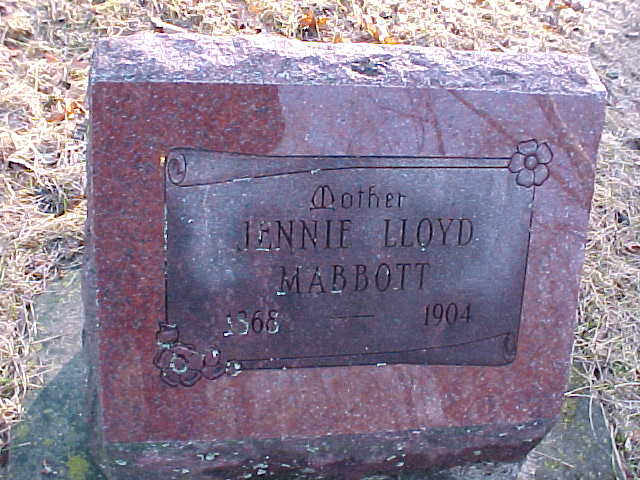 Mother
JENNIE LLOYD
MABBOTT
1868 — 1904